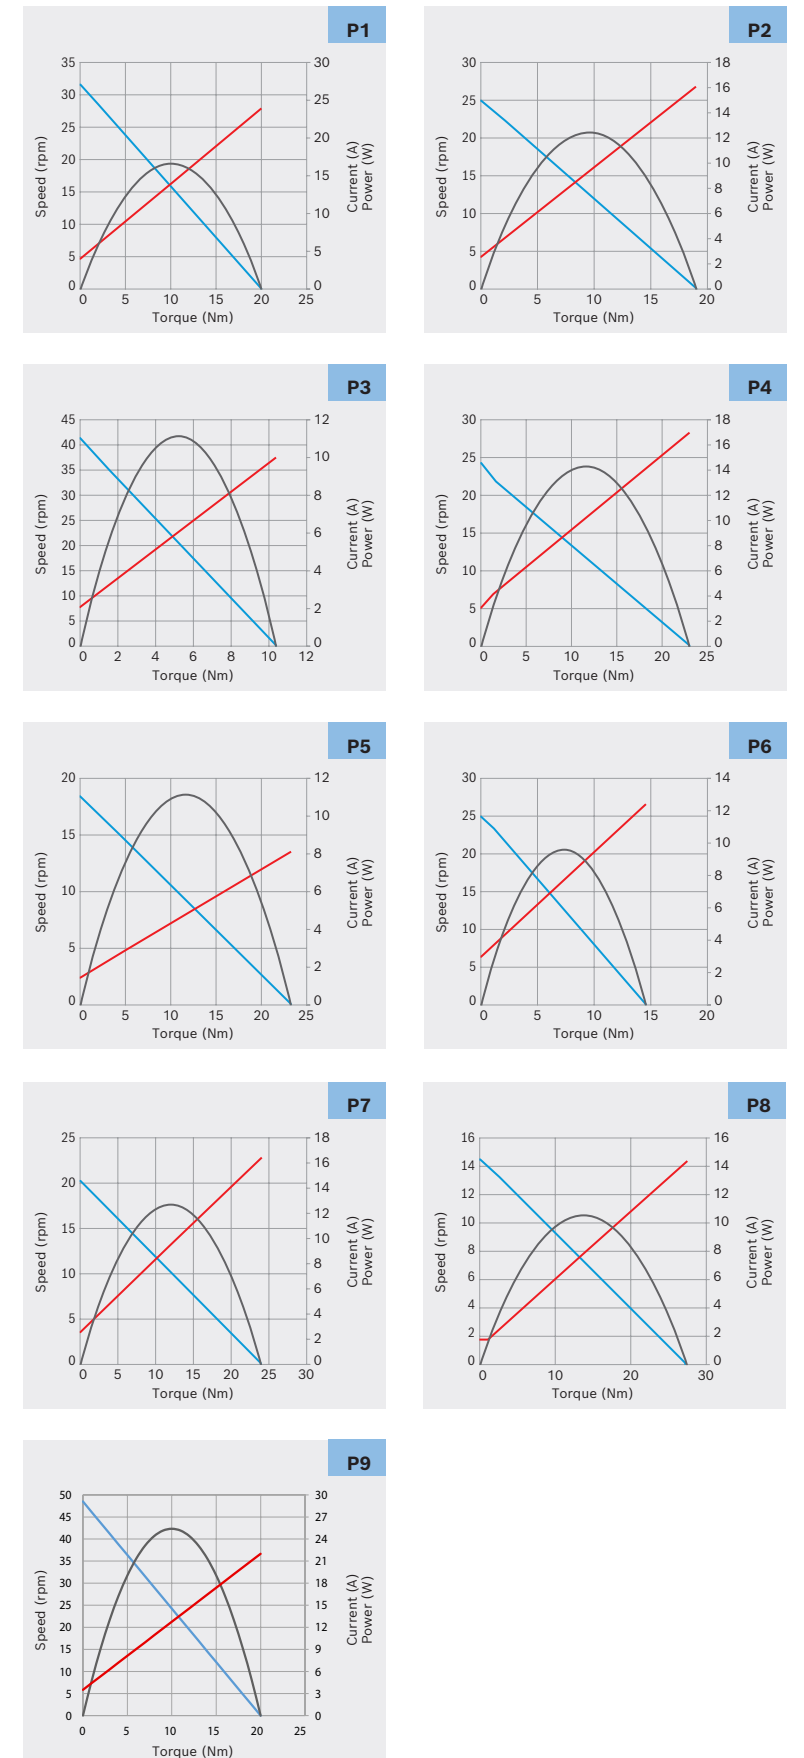 P1
35
30
25
20
15
10
5
0
30
25
20
15
10
5
0
0 5 10 15 20 25
Speed (rpm)
Current (A)
Power (W)
Torque (Nm)
P2
30
25
20
15
10
5
0
18
16
14
12
10
8
6
4
2
0
0 5 10 15 20
Speed (rpm)
Current (A)
Power (W)
Torque (Nm)
P3
45
40
35
30
25
20
15
10
5
0
12
10
8
6
4
2
0
0 2 4 6 8 10 12
Speed (rpm)
Current (A)
Power (W)
Torque (Nm)
P4
30
25
20
15
10
5
0
18
16
14
12
10
8
6
4
2
0
0 5 10 15 20 25
Speed (rpm)
Current (A)
Power (W)
Torque (Nm)
P5
20
15
10
5
0
12
10
8
6
4
2
0
0 5 10 15 20 25
Speed (rpm)
Current (A)
Power (W)
Torque (Nm)
P6
30
25
20
15
10
5
0
14
12
10
8
6
4
2
0
0 5 10 15 20
Speed (rpm)
Current (A)
Power (W)
Torque (Nm)
P7
25
20
15
10
5
0
18
16
14
12
10
8
6
4
2
0
0 5 10 15 20 25 30
Speed (rpm)
Current (A)
Power (W)
Torque (Nm)
P8
16
14
12
10
8
6
4
2
0
16
14
12
10
8
6
4
2
0
0 10 20 30
Speed (rpm)
Current (A)
Power (W)
Torque (Nm)
P9
50
45
40
35
30
25
20
15
10
5
0
30
27
24
21
18
15
12
9
6
3
0
0 5 10 15 20 25
Speed (rpm)
Current (A)
Power (W)
Torque (Nm)